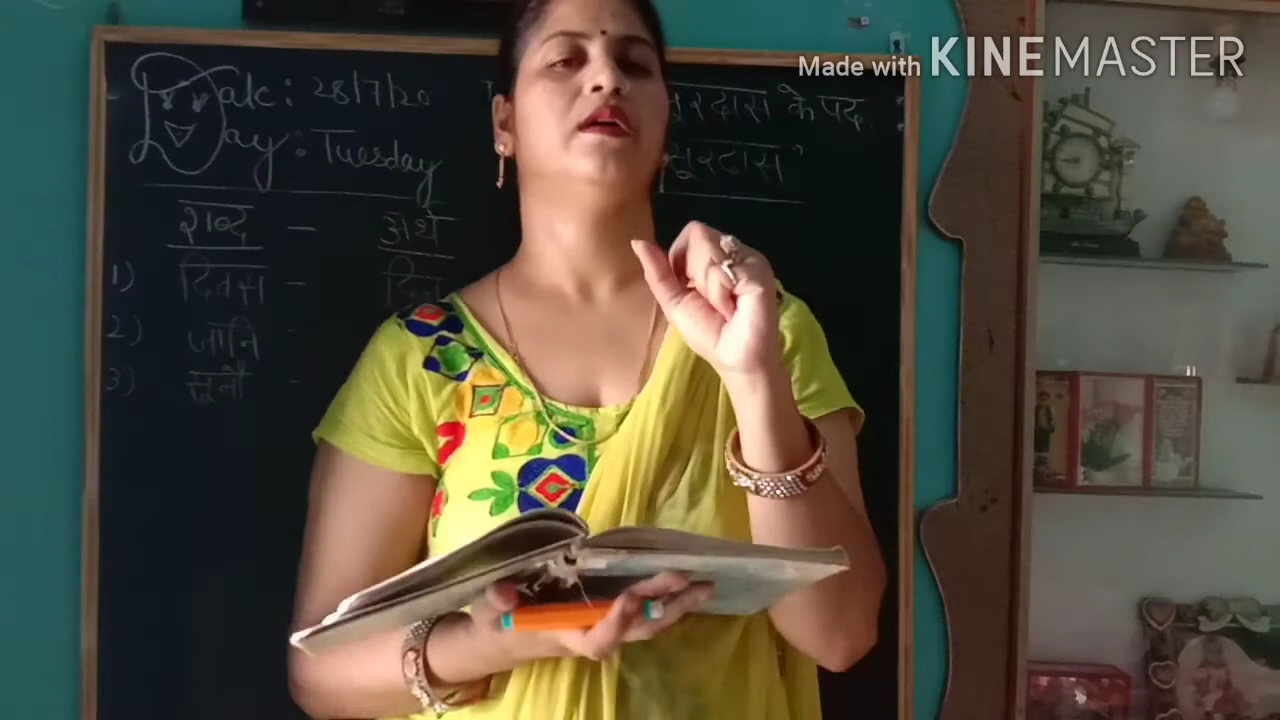 Made with KINEMASTER
Date : 28/7/20
सूरदास के पद
Day : Tuesday
सूरदास"
शब्द - अर्थ
1) दिवस - दिन
2) जानि -
3) सूनौ -